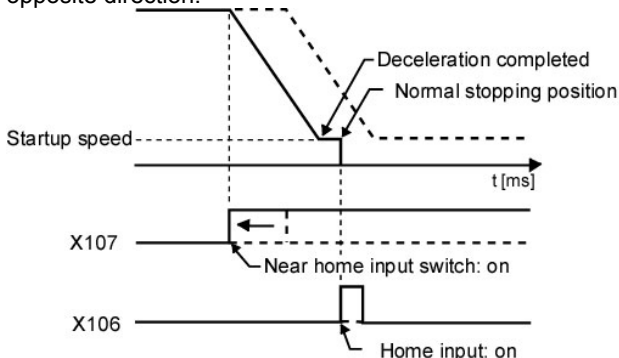 opposite direction.
Deceleration completed
Normal stopping position
Startup speed
t [ms]
X107
Near home input switch: on
X106
Home input: on